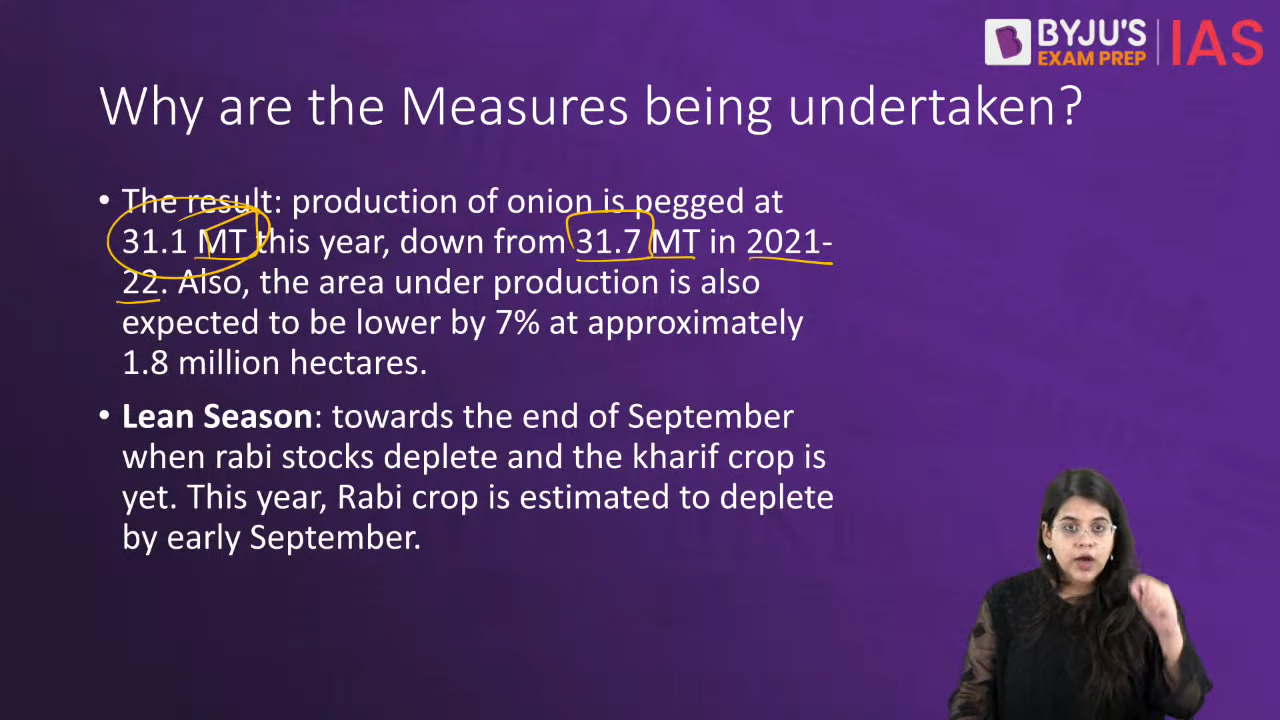 BYJU'S
EXAM PREP
IAS
Why are the Measures being undertaken?
• The result: production of onion is pegged at
31.1 MT this year, down from 31.7 MT in 2021-
22. Also, the area under production is also
expected to be lower by 7% at approximately
1.8 million hectares.
• Lean Season: towards the end of September
when rabi stocks deplete and the kharif crop is
yet. This year, Rabi crop is estimated to deplete
by early September.